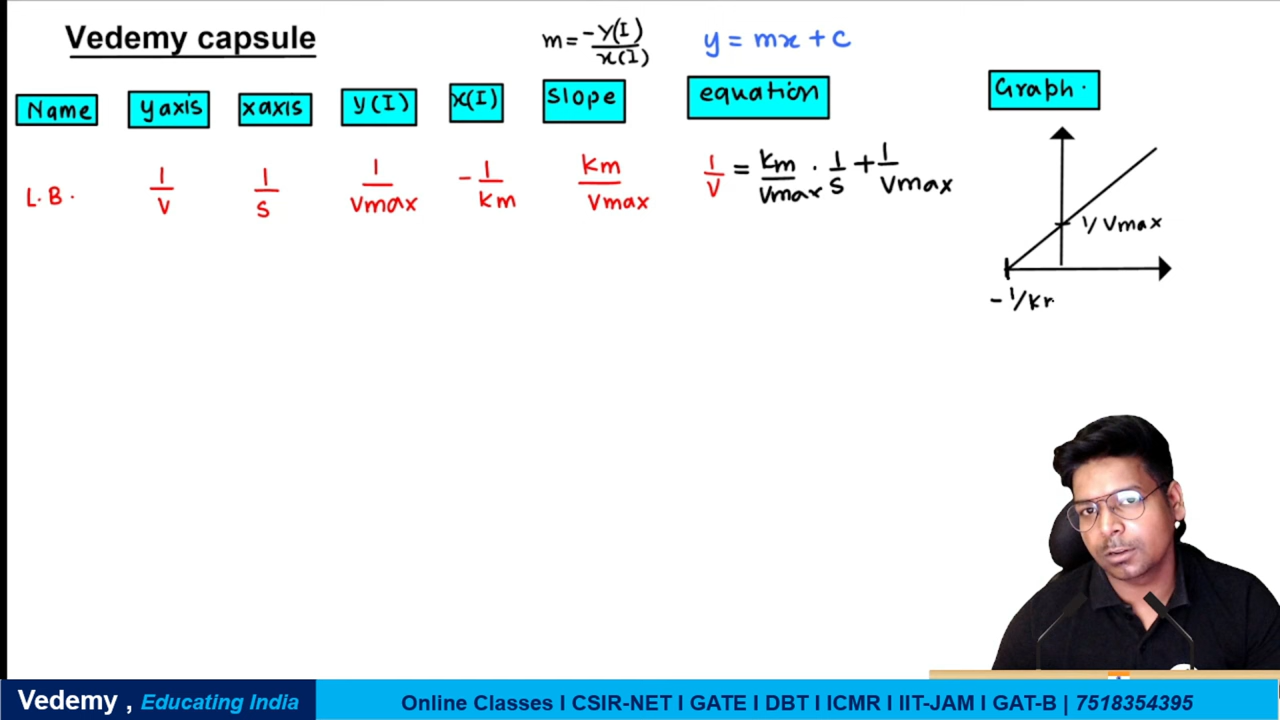 Vedemy capsule
m = -Y(I)/x(I)
y = mx + c
Name
y axis
x axis
y(I)
x(I)
Slope
equation
Graph.
L.B.
1/V
1/S
1/Vmax
-1/Km
Km/Vmax
1/V = Km/Vmax . 1/S + 1/Vmax
1/Vmax
-1/Kr
Vedemy , Educating India
Online Classes I CSIR-NET I GATE I DBT I ICMR I IIT-JAM I GAT-B | 7518354395